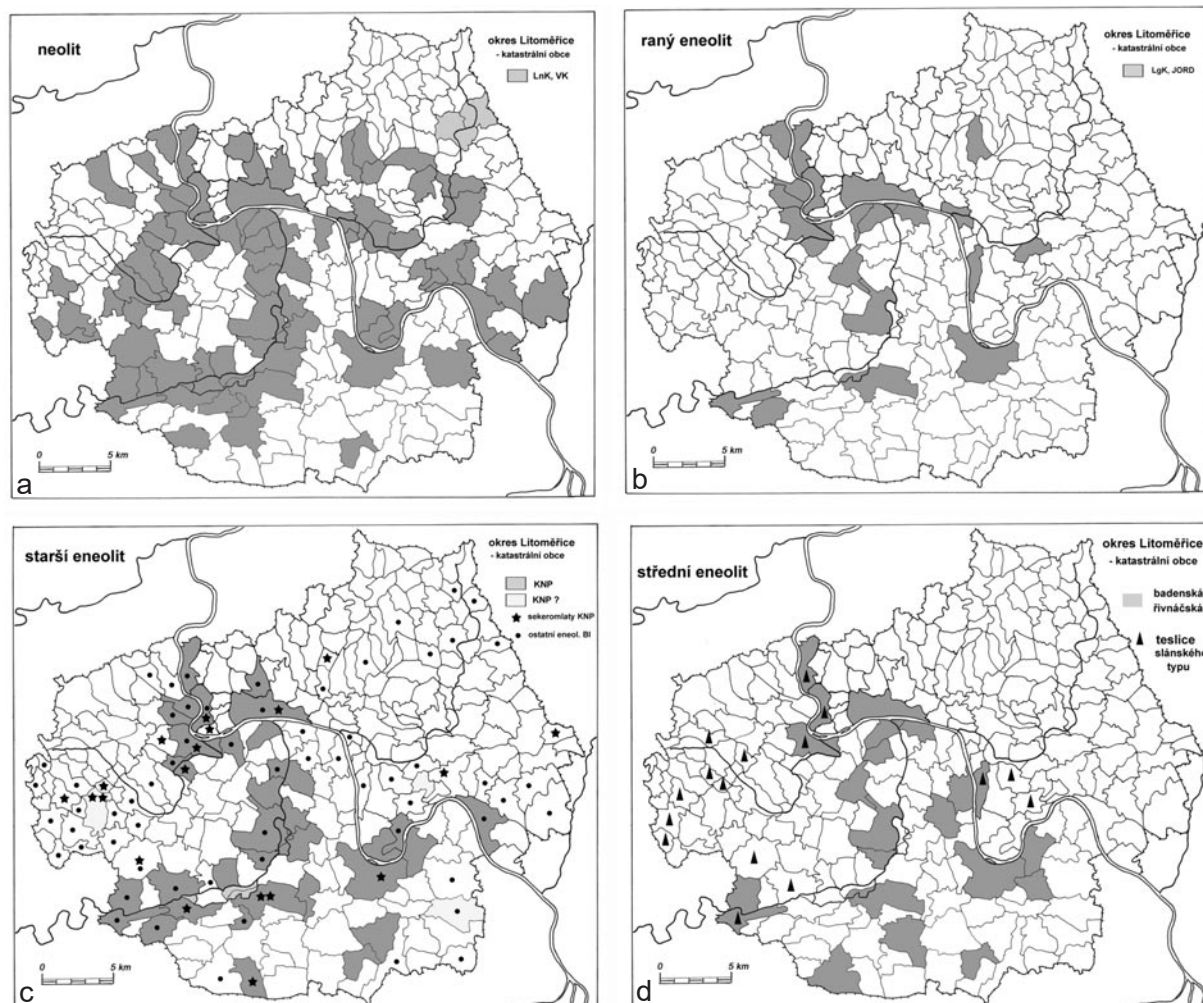 neolit
okres Litoměřice
- katastrální obce
LnK, VK
0 5 km
a
raný eneolit
okres Litoměřice
- katastrální obce
LgK, JORD
0 5 km
b
starší eneolit
okres Litoměřice
- katastrální obce
KNP
KNP ?
sekeromlaty KNP
ostatní eneol. BI
0 5 km
c
střední eneolit
okres Litoměřice
- katastrální obce
badenská
řivnáčská
teslice
slánského
typu
0 5 km
d